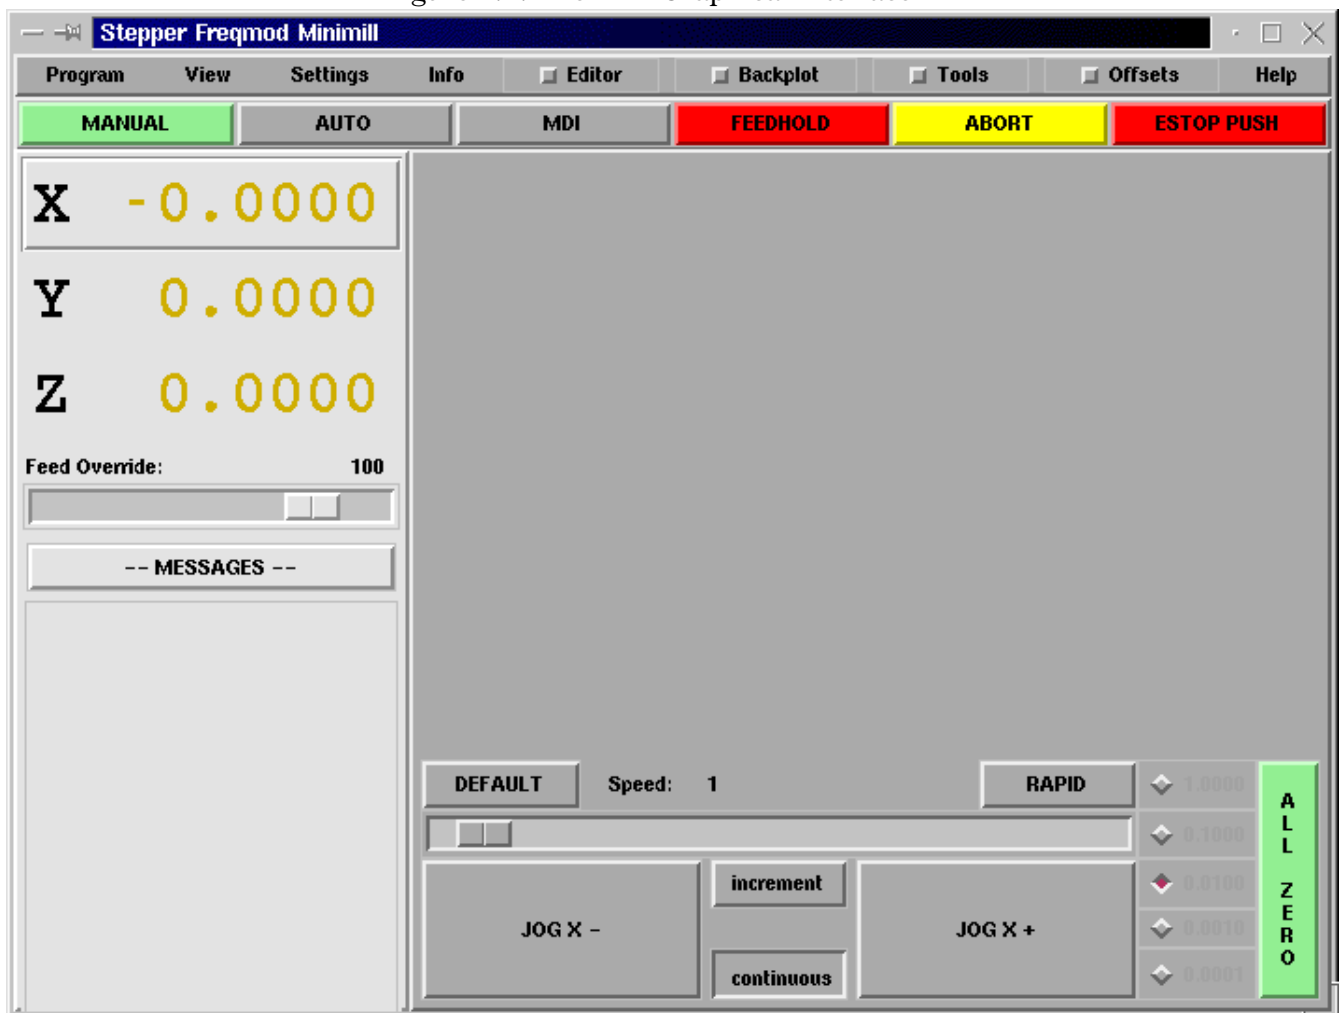 Stepper Freqmod Minimill
Program View Settings Info Editor Backplot Tools Offsets Help
MANUAL AUTO MDI FEEDHOLD ABORT ESTOP PUSH
X -0.0000
Y 0.0000
Z 0.0000
Feed Override: 100
-- MESSAGES --
DEFAULT Speed: 1 RAPID
1.0000
0.1000
increment
0.0100
JOG X -
JOG X +
0.0010
continuous
0.0001
ALL ZERO